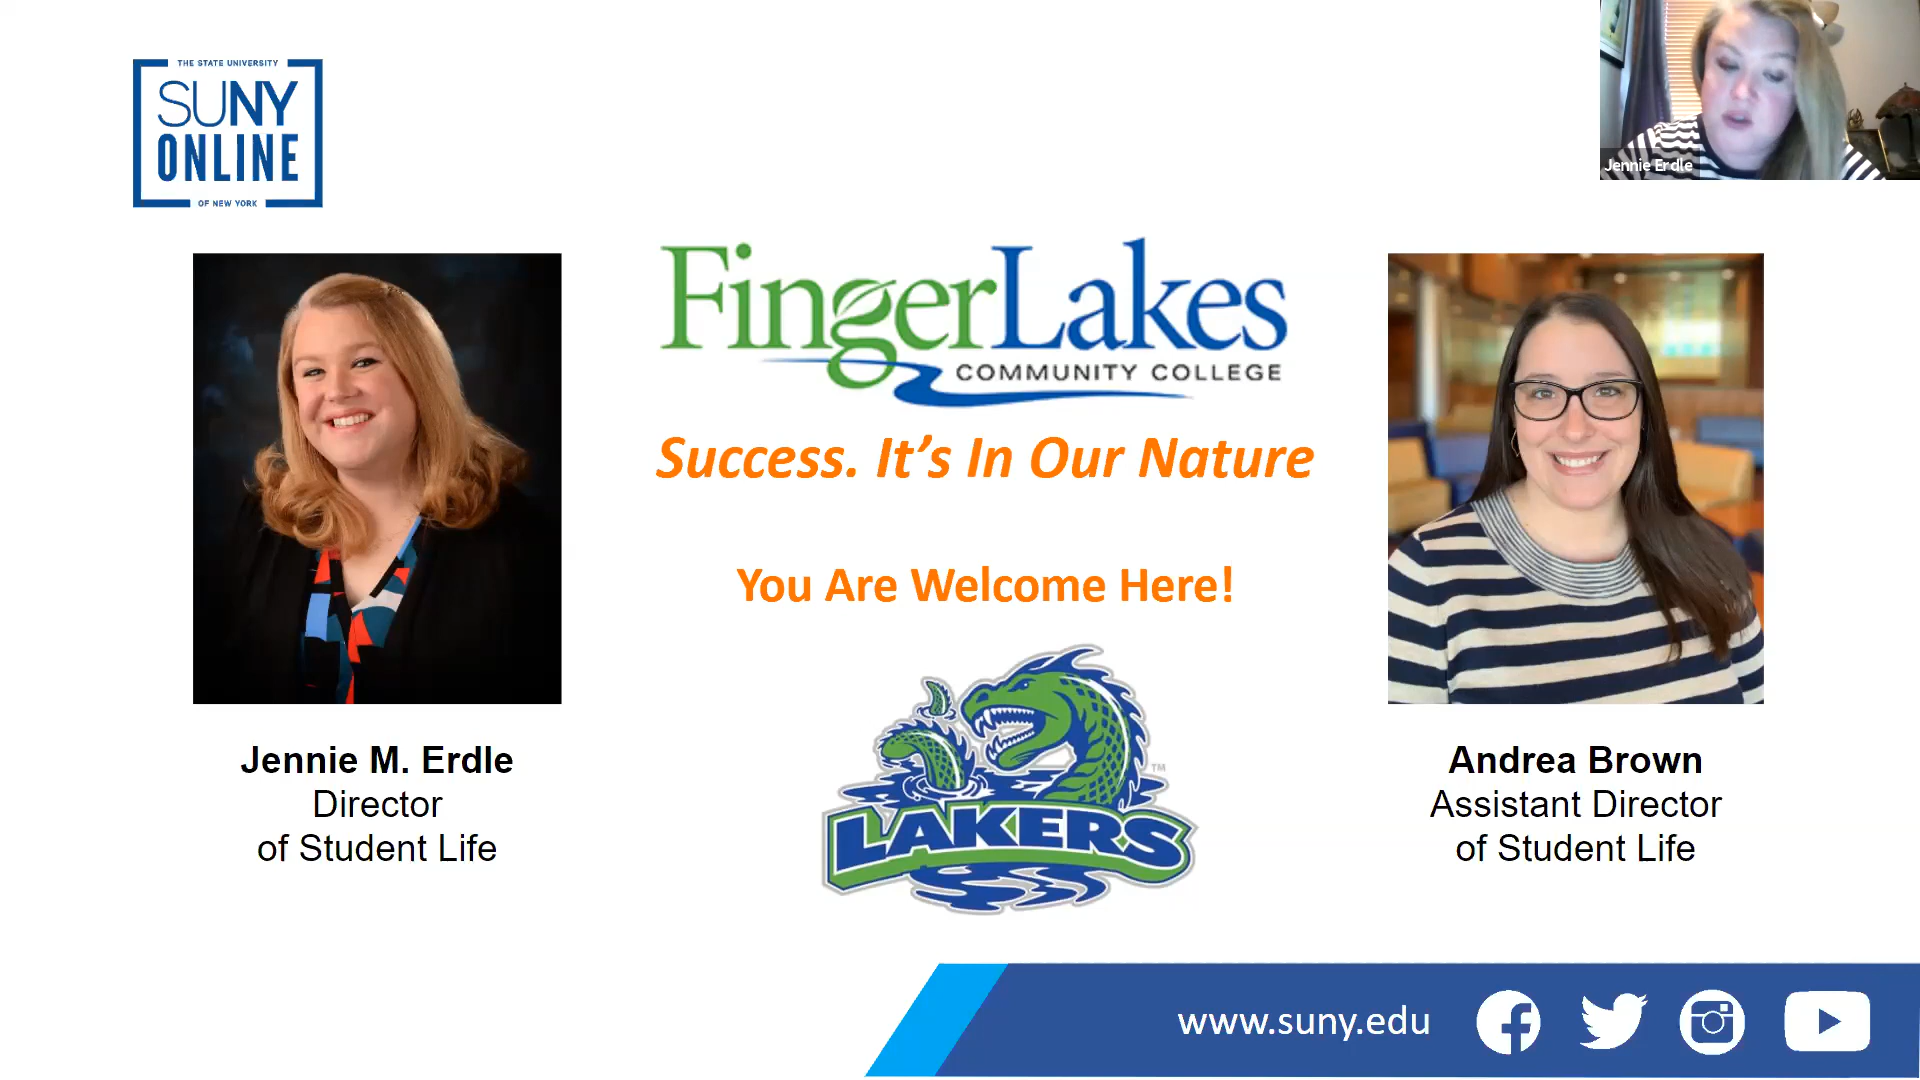 THE STATE UNIVERSITY
SUNY
ONLINE
OF NEW YORK
Jennie Erdle
FingerLakes
COMMUNITY COLLEGE
Success. It’s In Our Nature
You Are Welcome Here!
LAKERS
TM
Jennie M. Erdle
Director
of Student Life
Andrea Brown
Assistant Director
of Student Life
www.suny.edu